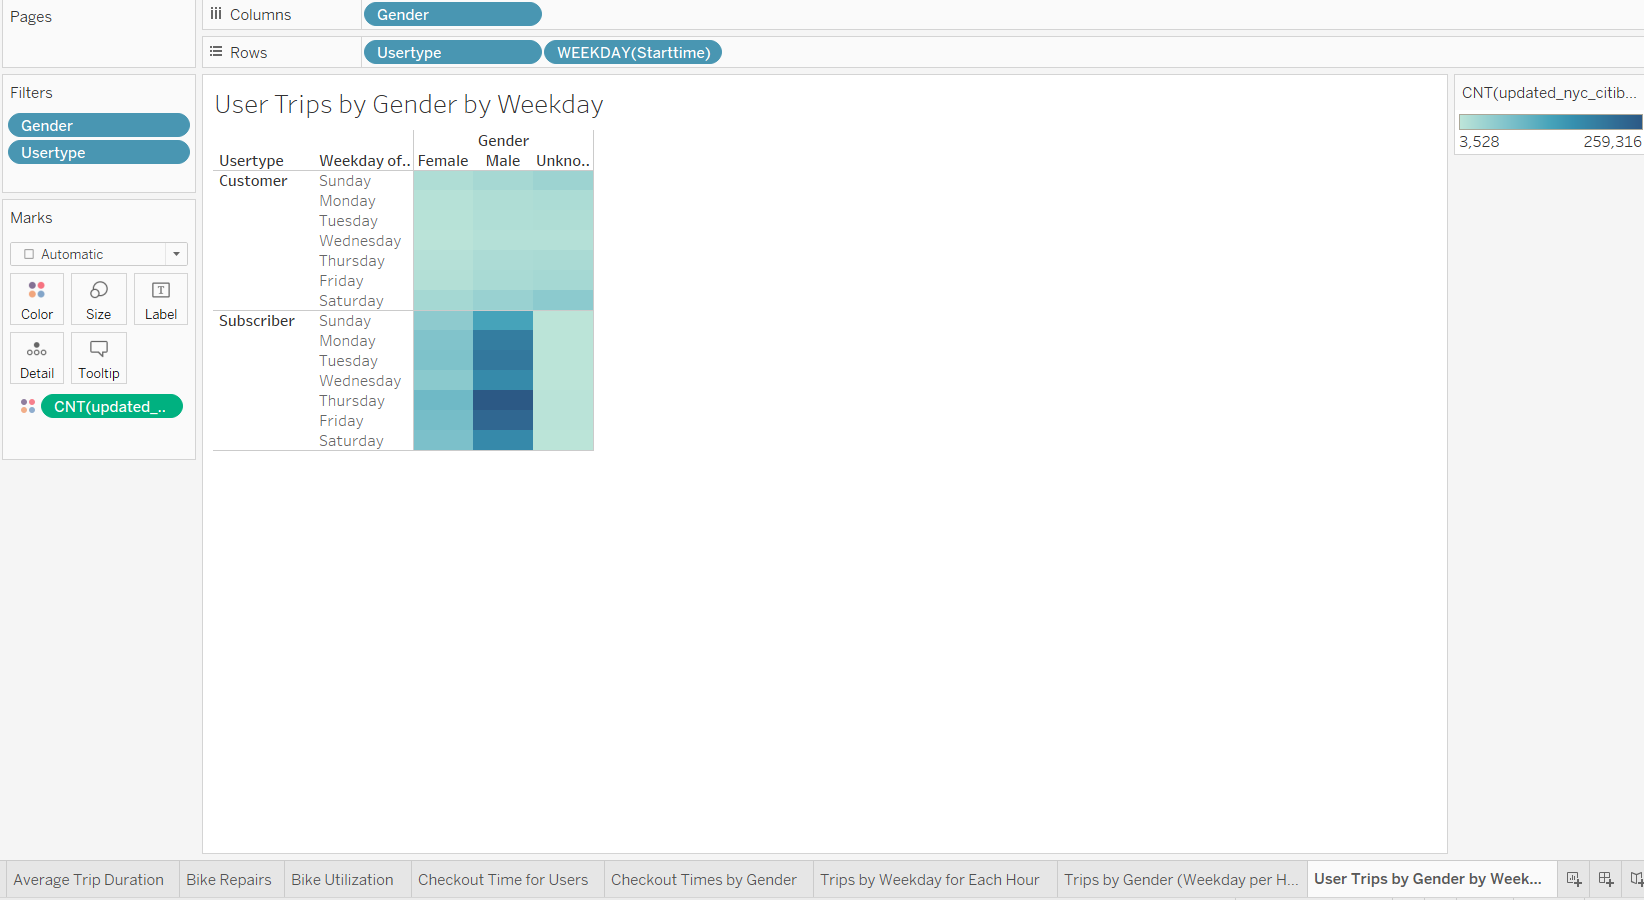 Pages
Columns
Gender
Rows
Usertype WEEKDAY(Starttime)
Filters
Gender
Usertype
Marks
Automatic
Color Size Label
Detail Tooltip
CNT(updated_..
User Trips by Gender by Weekday
Gender
Usertype Weekday of.. Female Male Unkno..
Customer Sunday
Monday
Tuesday
Wednesday
Thursday
Friday
Saturday
Subscriber Sunday
Monday
Tuesday
Wednesday
Thursday
Friday
Saturday
CNT(updated_nyc_citib...
3,528 259,316
Average Trip Duration Bike Repairs Bike Utilization Checkout Time for Users Checkout Times by Gender Trips by Weekday for Each Hour Trips by Gender (Weekday per H... User Trips by Gender by Week...